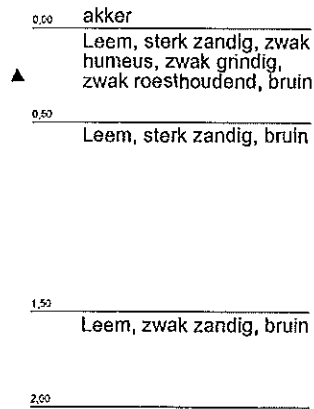 0,00 akker
Leem, sterk zandig, zwak
humeus, zwak grindig,
zwak roesthoudend, bruin
0,50
Leem, sterk zandig, bruin
1,50
Leem, zwak zandig, bruin
2,00